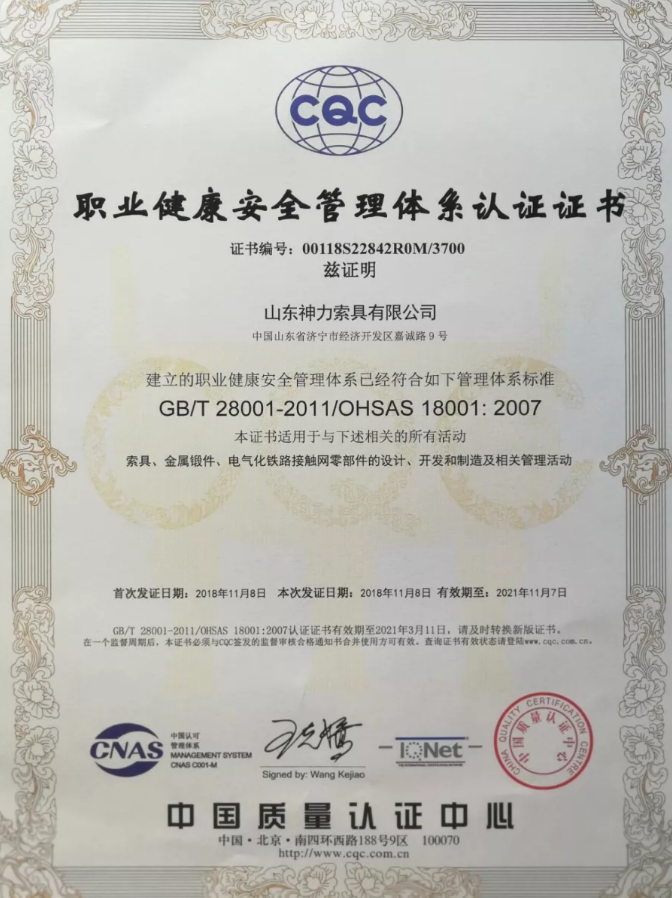 CQC
职业健康安全管理体系认证证书
证书编号：00118S22842R0M/3700
兹证明
山东神力索具有限公司
中国山东省济宁市经济开发区嘉诚路9号
建立的职业健康安全管理体系已经符合如下管理体系标准
GB/T 28001-2011/OHSAS 18001: 2007
本证书适用于与下述相关的所有活动
索具、金属锻件、电气化铁路接触网零部件的设计、开发和制造及相关管理活动
首次发证日期：2018年11月8日 本次发证日期：2018年11月8日 有效期至：2021年11月7日
GB/T 28001-2011/OHSAS 18001:2007认证证书有效期至2021年3月11日，请及时转换新版证书。
在一个监督周期后，本证书必须与CQC签发的监督审核合格通知书合并使用方可有效。查询证书有效状态请登陆www.cqc.com.cn。
CNAS
中国认可
管理体系
MANAGEMENT SYSTEM
CNAS C001-M
Signed by: Wang Kejiao
IQNet
CHINA QUALITY CERTIFICATION CENTRE
中国质量认证中心
中国质量认证中心
中国·北京·南四环西路188号9区 100070
http://www.cqc.com.cn